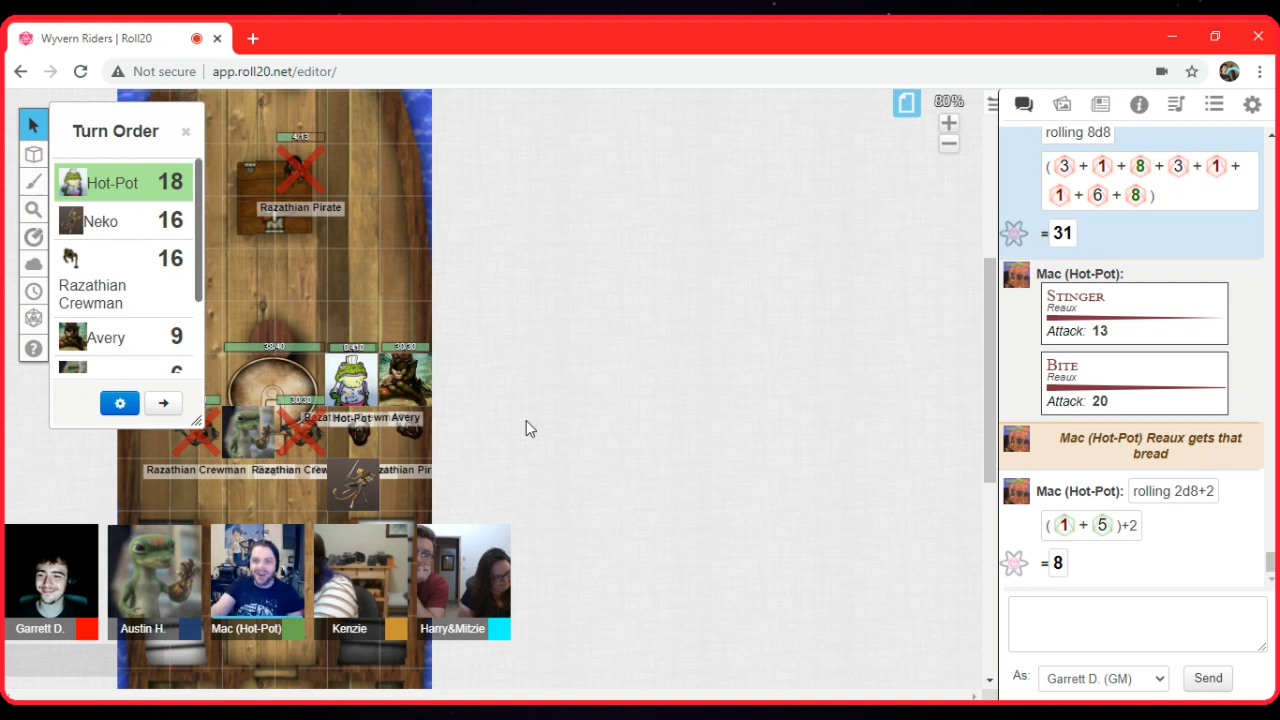 Wyvern Riders | Roll20
Not secure
app.roll20.net/editor/
Turn Order
Hot-Pot 18
Neko 16
16
Razathian
Crewman
Avery 9
80%
4/13
Razathian Pirate
38/40
30/30
30/30
Hot-Pot
Avery
Razathian Crewman
rolling 8d8
(3 + 1 + 8 + 3 + 1 +
1 + 6 + 8)
= 31
Mac (Hot-Pot):
STINGER
Reaux
Attack: 13
BITE
Reaux
Attack: 20
Mac (Hot-Pot) Reaux gets that
bread
Mac (Hot-Pot): rolling 2d8+2
(1 + 5)+2
= 8
Garrett D.
Austin H.
Mac (Hot-Pot)
Kenzie
Harry&Mitzie
As: Garrett D. (GM)
Send